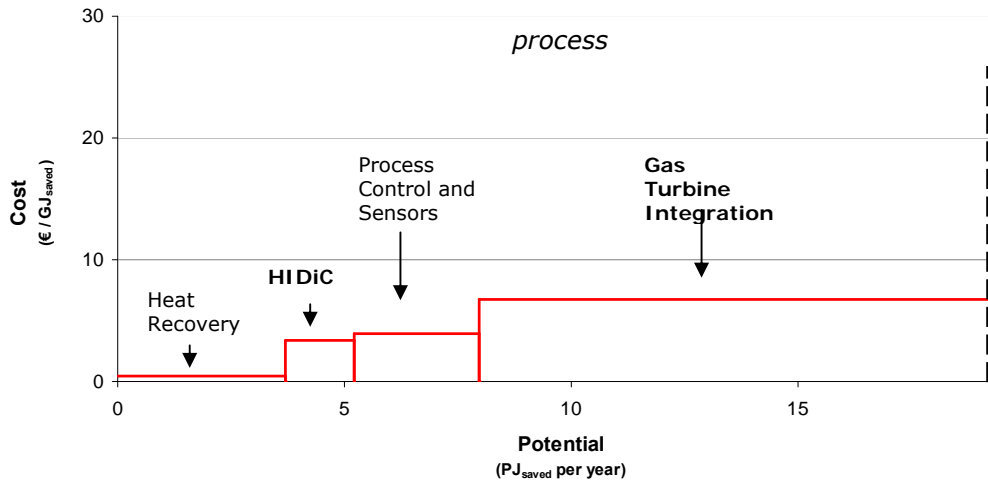 process
30
20
10
0
Cost
(€ / GJsaved)
Heat
Recovery
HIDiC
Process
Control and
Sensors
Gas
Turbine
Integration
0
5
10
15
Potential
(PJsaved per year)